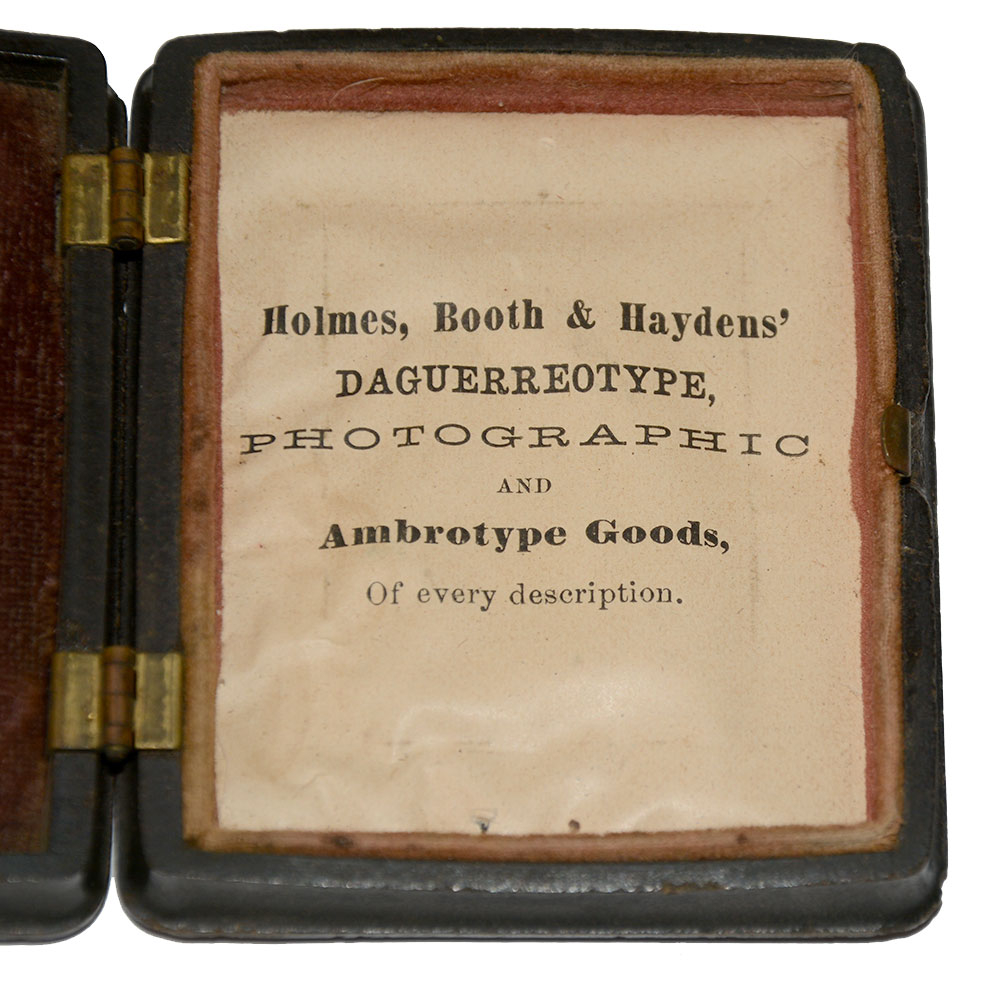 Holmes, Booth & Haydens’
DAGUERREOTYPE,
PHOTOGRAPHIC
AND
Ambrotype Goods,
Of every description.